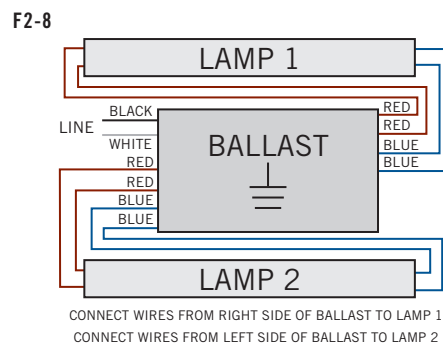 F2-8
LAMP 1
BLACK
LINE
WHITE
RED
RED
BLUE
BLUE
BALLAST
RED
RED
BLUE
BLUE
LAMP 2
CONNECT WIRES FROM RIGHT SIDE OF BALLAST TO LAMP 1
CONNECT WIRES FROM LEFT SIDE OF BALLAST TO LAMP 2